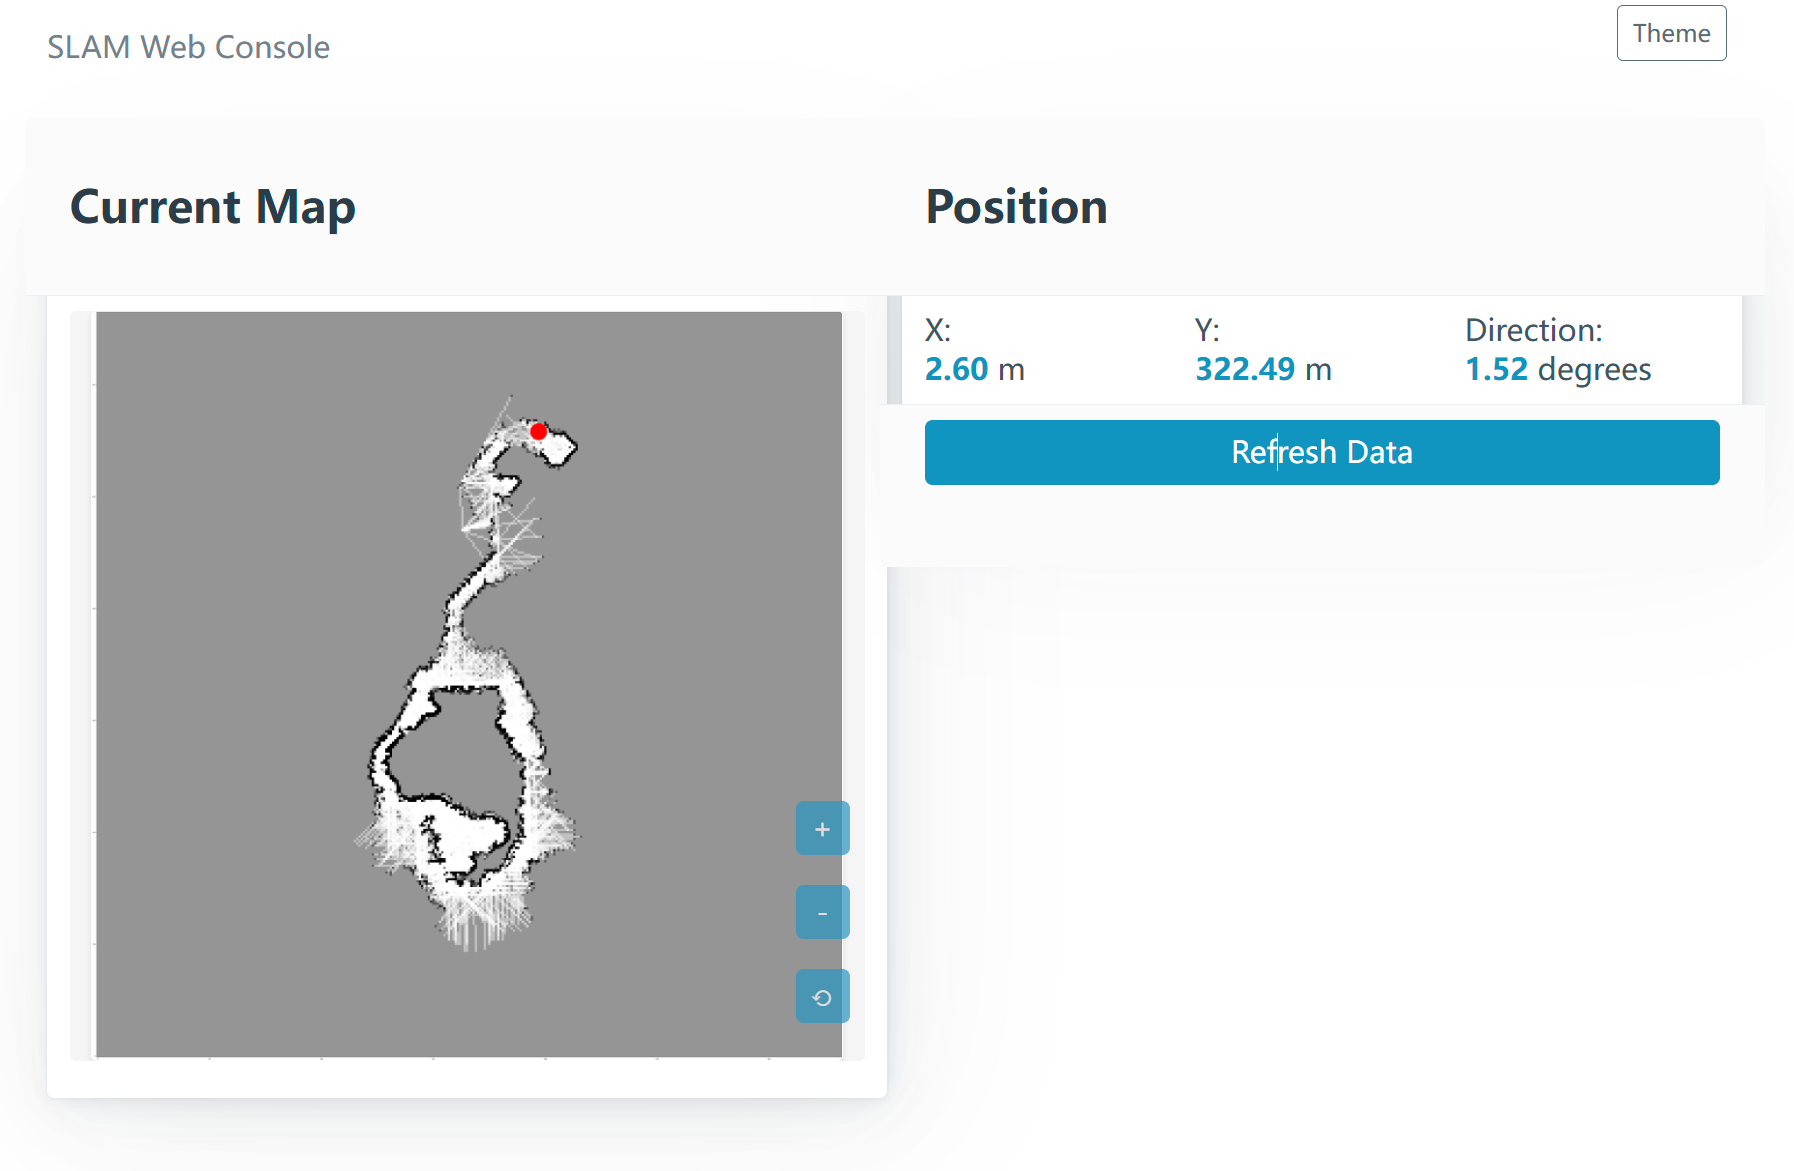 SLAM Web Console
Theme
Current Map
Position
X:
2.60 m
Y:
322.49 m
Direction:
1.52 degrees
Refresh Data
+
-
⟲